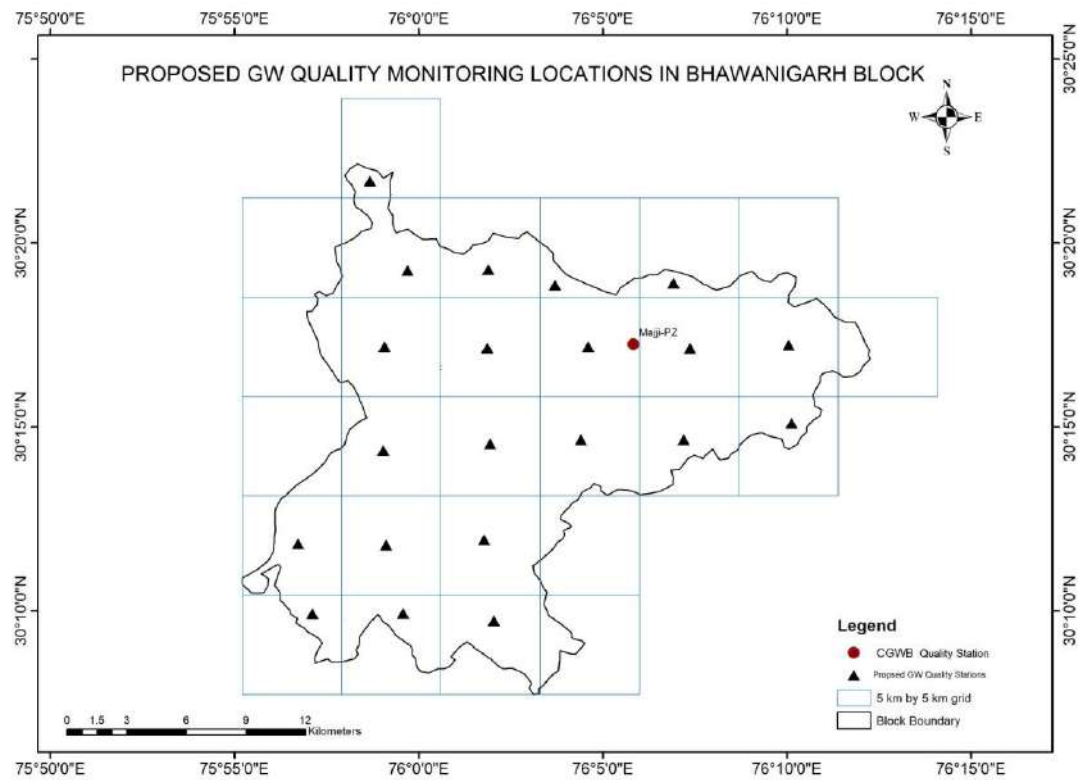 75°50'0"E 75°55'0"E 76°0'0"E 76°5'0"E 76°10'0"E 76°15'0"E
30°25'0"N
PROPOSED GW QUALITY MONITORING LOCATIONS IN BHAWANIGARH BLOCK
N
W E
S
30°20'0"N 30°20'0"N
Majji-PZ
30°15'0"N 30°15'0"N
30°10'0"N 30°10'0"N
Legend
CGWB Quality Station
Propsed GW Quality Stations
5 km by 5 km grid
Block Boundary
0 1.5 3 6 9 12
Kilometers
75°50'0"E 75°55'0"E 76°0'0"E 76°5'0"E 76°10'0"E 76°15'0"E